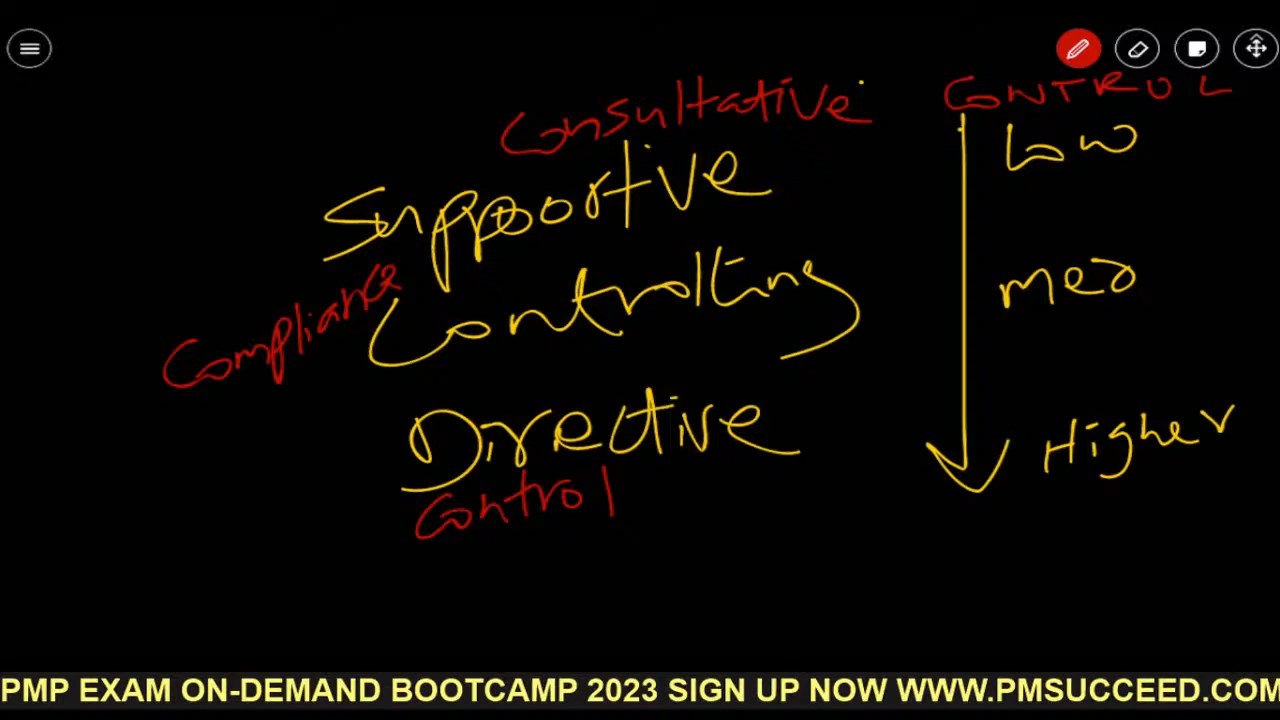 Consultative
CONTROL
Low
Supportive
Compliance
Controlling
Med
Directive
Higher
Control
PMP EXAM ON-DEMAND BOOTCAMP 2023 SIGN UP NOW WWW.PMSUCCEED.COM